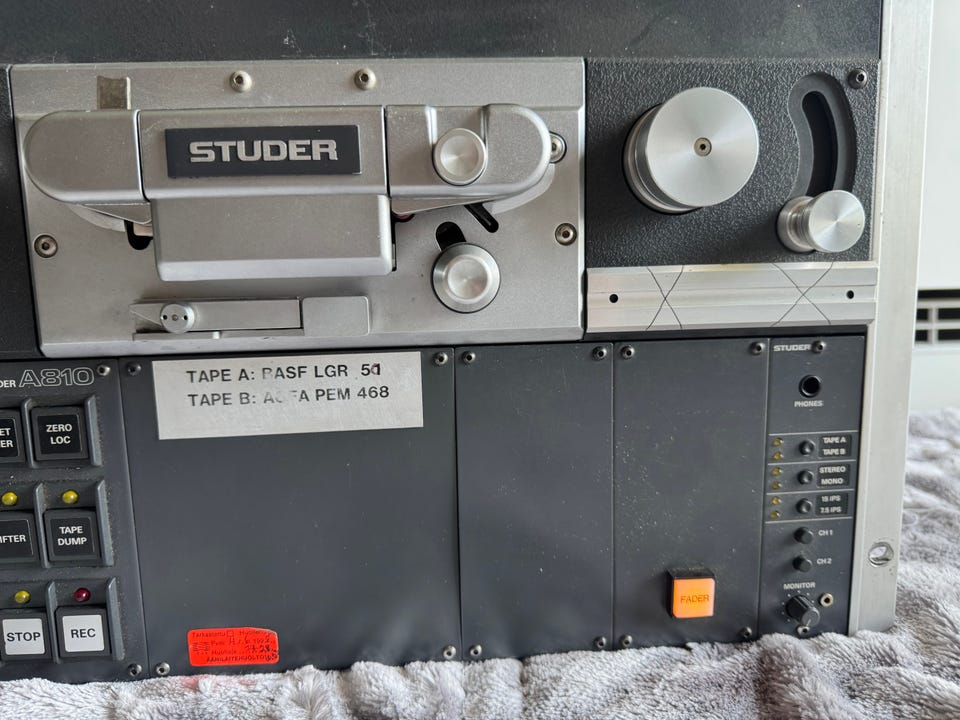 STUDER
TAPE A: BASF LGR 50
TAPE B: AGFA PEM 468
A810
ZERO
LOC
TAPE
DUMP
STOP
REC
FADER
STUDER
PHONES
TAPE A
TAPE B
STEREO
MONO
15 IPS
7.5 IPS
CH 1
CH 2
MONITOR
Tarkastettu